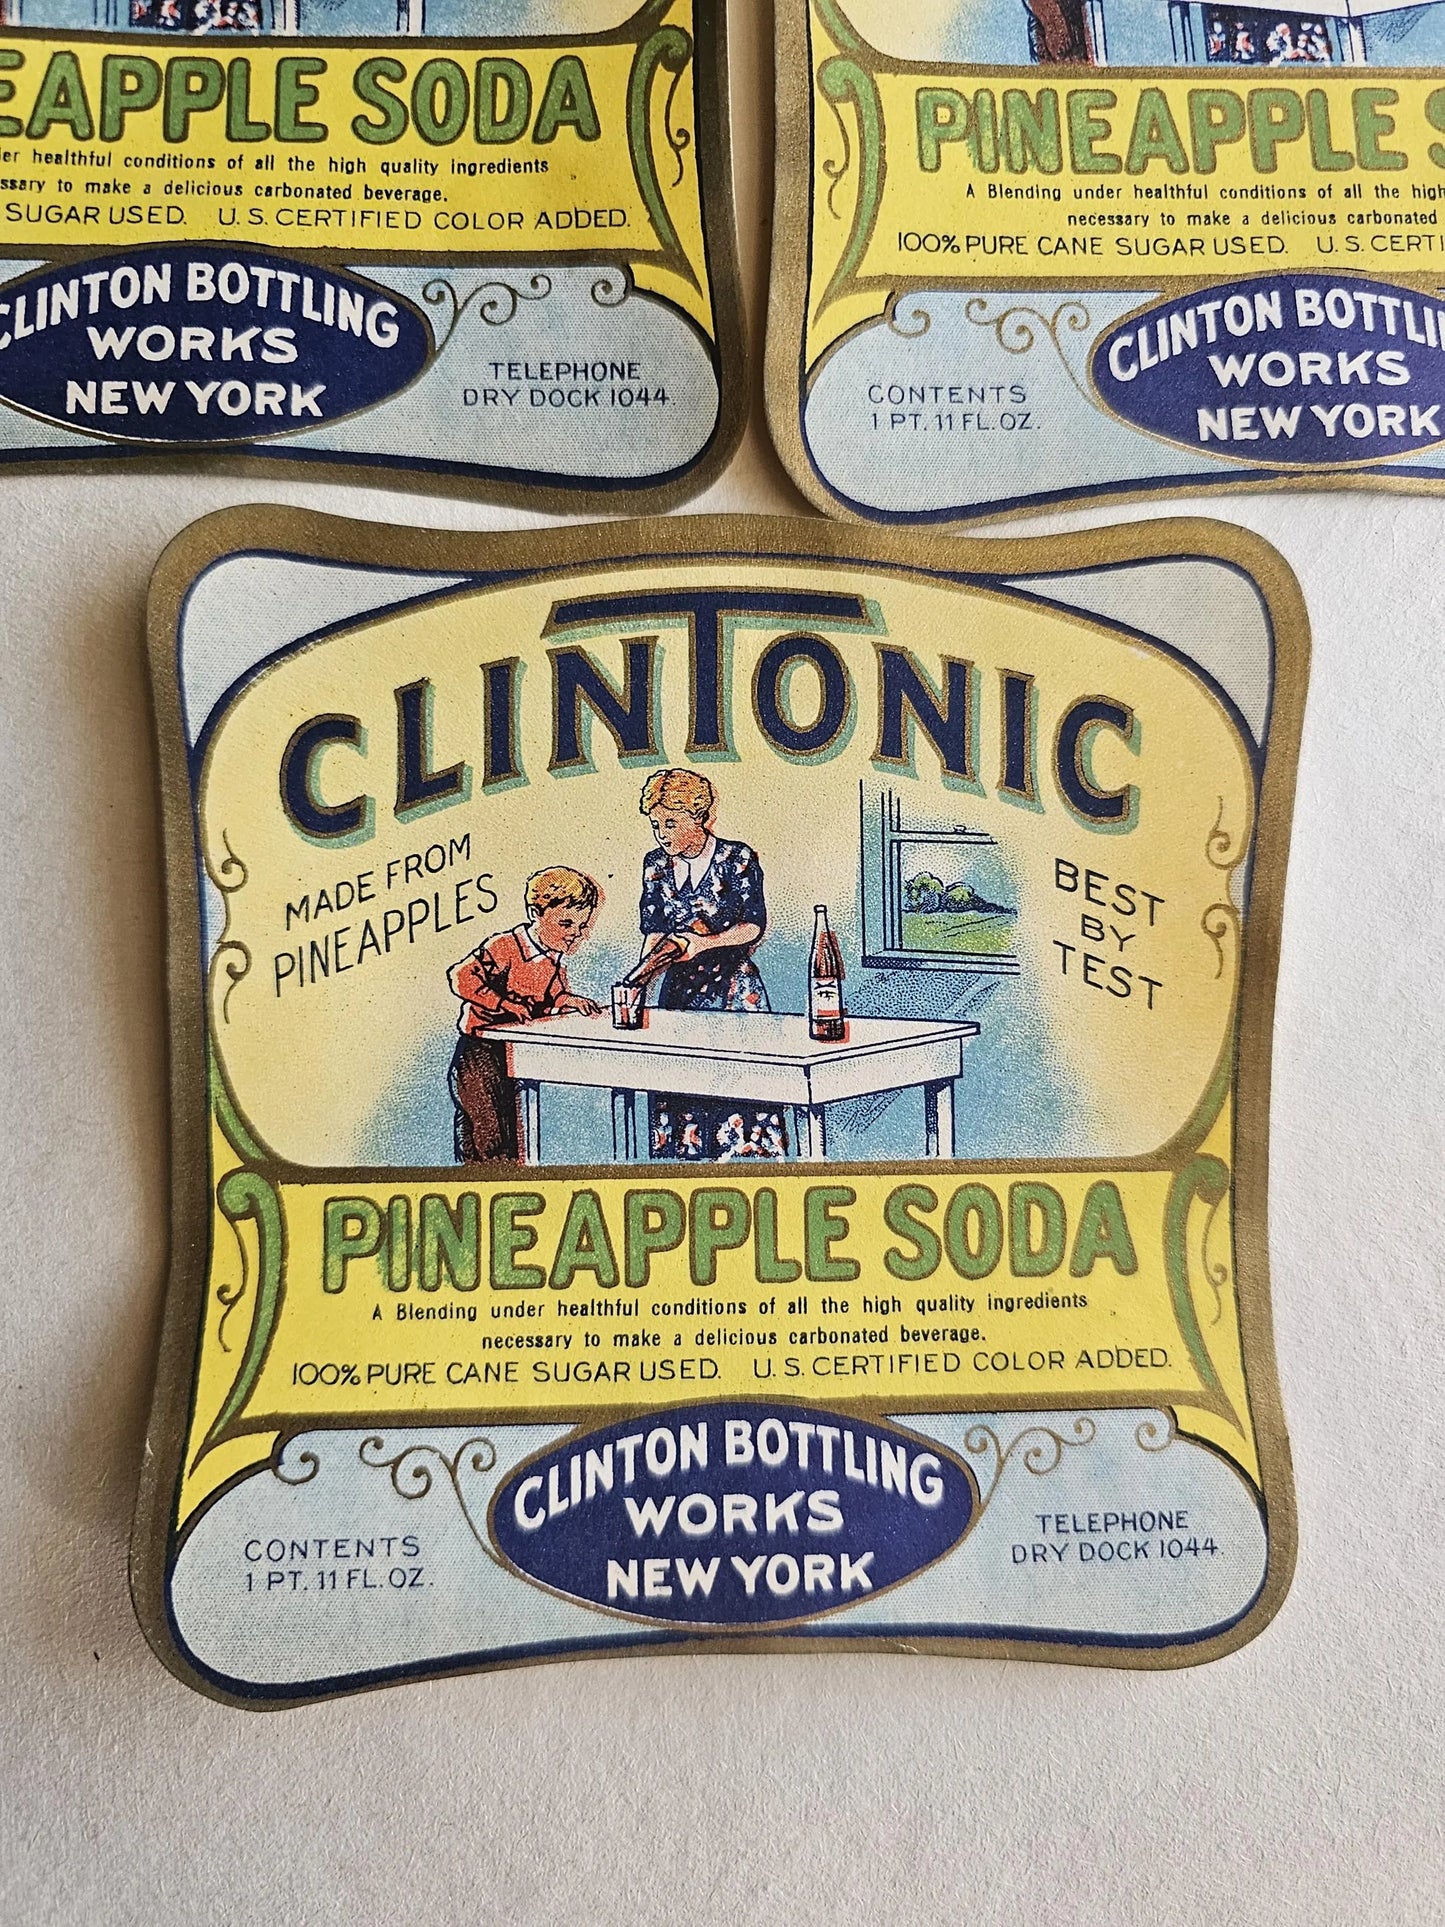 EAPPLE SODA
er healthful conditions of all the high quality ingredients
ssary to make a delicious carbonated beverage.
SUGAR USED. U.S. CERTIFIED COLOR ADDED.
CLINTON BOTTLING
WORKS
NEW YORK
TELEPHONE
DRY DOCK 1044.
PINEAPPLE S
A Blending under healthful conditions of all the high
necessary to make a delicious carbonated
100% PURE CANE SUGAR USED. U.S. CERTI
CONTENTS
1 PT. 11 FL. OZ.
CLINTON BOTTLI
WORKS
NEW YORK
CLINTONIC
MADE FROM
PINEAPPLES
BEST
BY
TEST
PINEAPPLE SODA
A Blending under healthful conditions of all the high quality ingredients
necessary to make a delicious carbonated beverage.
100% PURE CANE SUGAR USED. U.S. CERTIFIED COLOR ADDED.
CONTENTS
1 PT. 11 FL. OZ.
CLINTON BOTTLING
WORKS
NEW YORK
TELEPHONE
DRY DOCK 1044.